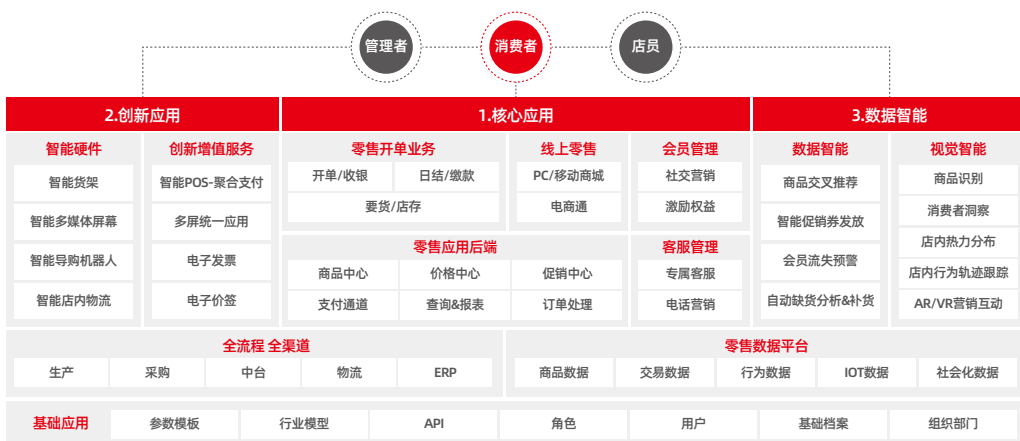 管理者
消费者
店员
2.创新应用
1.核心应用
3.数据智能
智能硬件
智能货架
智能多媒体屏幕
智能导购机器人
智能店内物流
创新增值服务
智能POS-聚合支付
多屏统一应用
电子发票
电子价签
零售开单业务
开单/收银
日结/缴款
要货/店存
线上零售
PC/移动商城
电商通
会员管理
社交营销
激励权益
零售应用后端
商品中心
价格中心
促销中心
支付通道
查询&报表
订单处理
客服管理
专属客服
电话营销
数据智能
商品交叉推荐
智能促销券发放
会员流失预警
自动缺货分析&补货
视觉智能
商品识别
消费者洞察
店内热力分布
店内行为轨迹跟踪
AR/VR营销互动
全流程 全渠道
生产
采购
中台
物流
ERP
零售数据平台
商品数据
交易数据
行为数据
IOT数据
社会化数据
基础应用
参数模板
行业模型
API
角色
用户
基础档案
组织部门